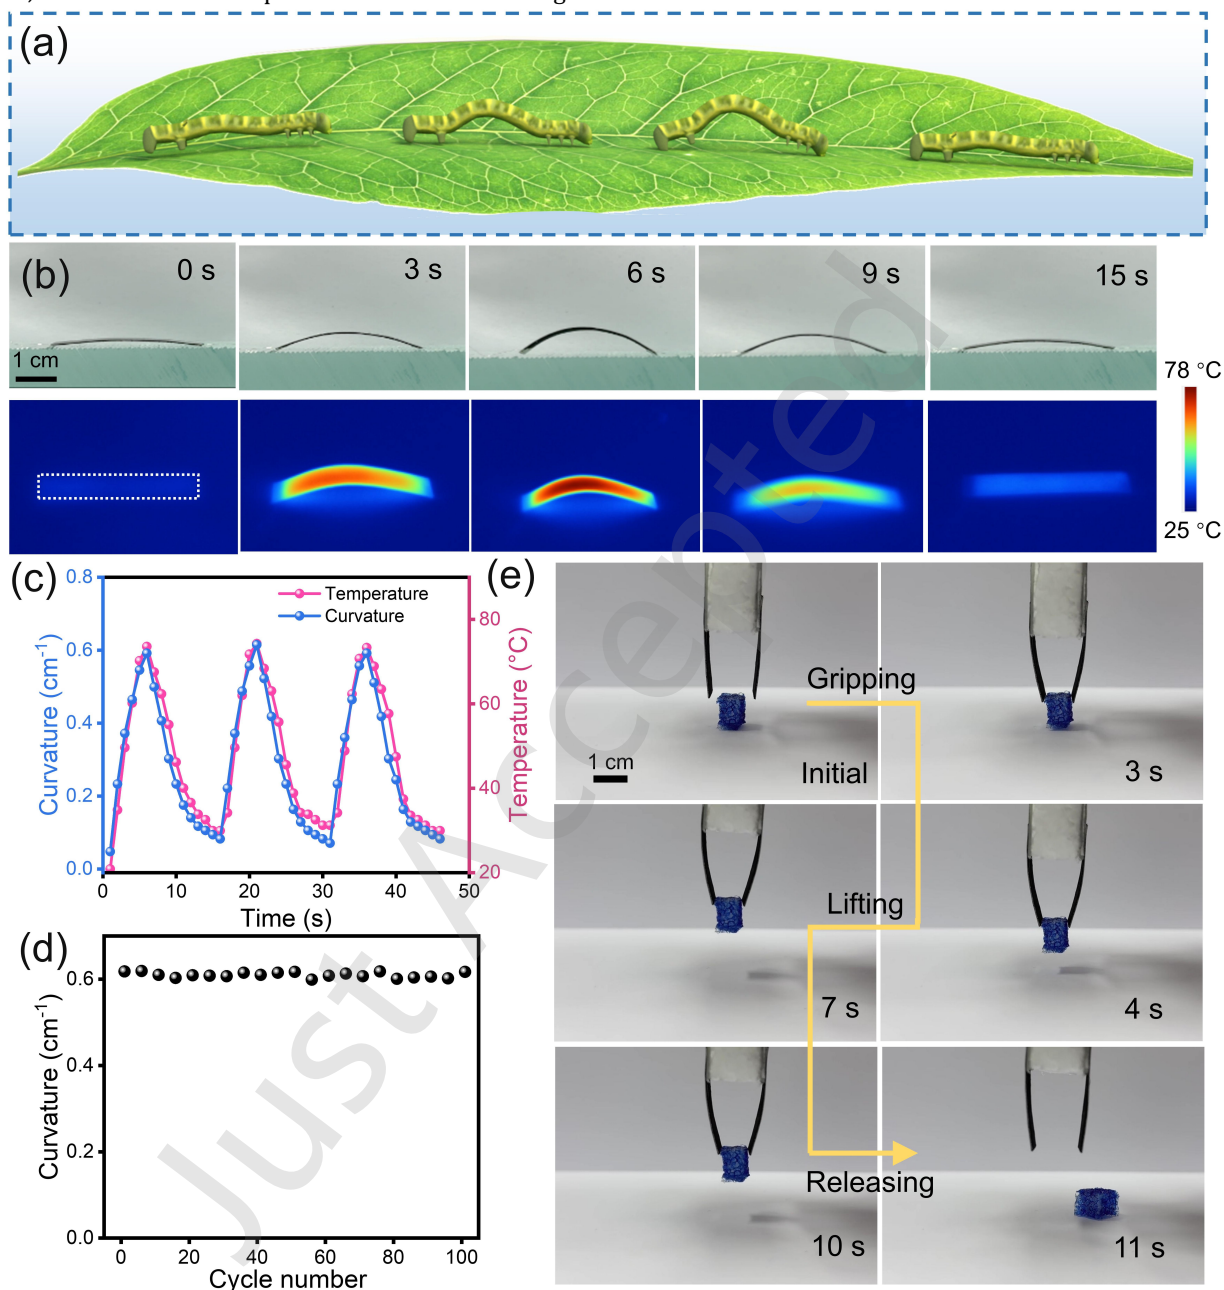 (a)
(b)
0 s
3 s
6 s
9 s
15 s
1 cm
78 °C
25 °C
(c)
0.8
0.6
0.4
0.2
0.0
Curvature (cm-1)
Temperature
Curvature
80
60
40
20
Temperature (°C)
0
10
20
30
40
50
Time (s)
(d)
0.6
0.4
0.2
0.0
Curvature (cm-1)
0
20
40
60
80
100
Cycle number
(e)
Gripping
1 cm
Initial
3 s
Lifting
7 s
4 s
Releasing
10 s
11 s
Just Accepted